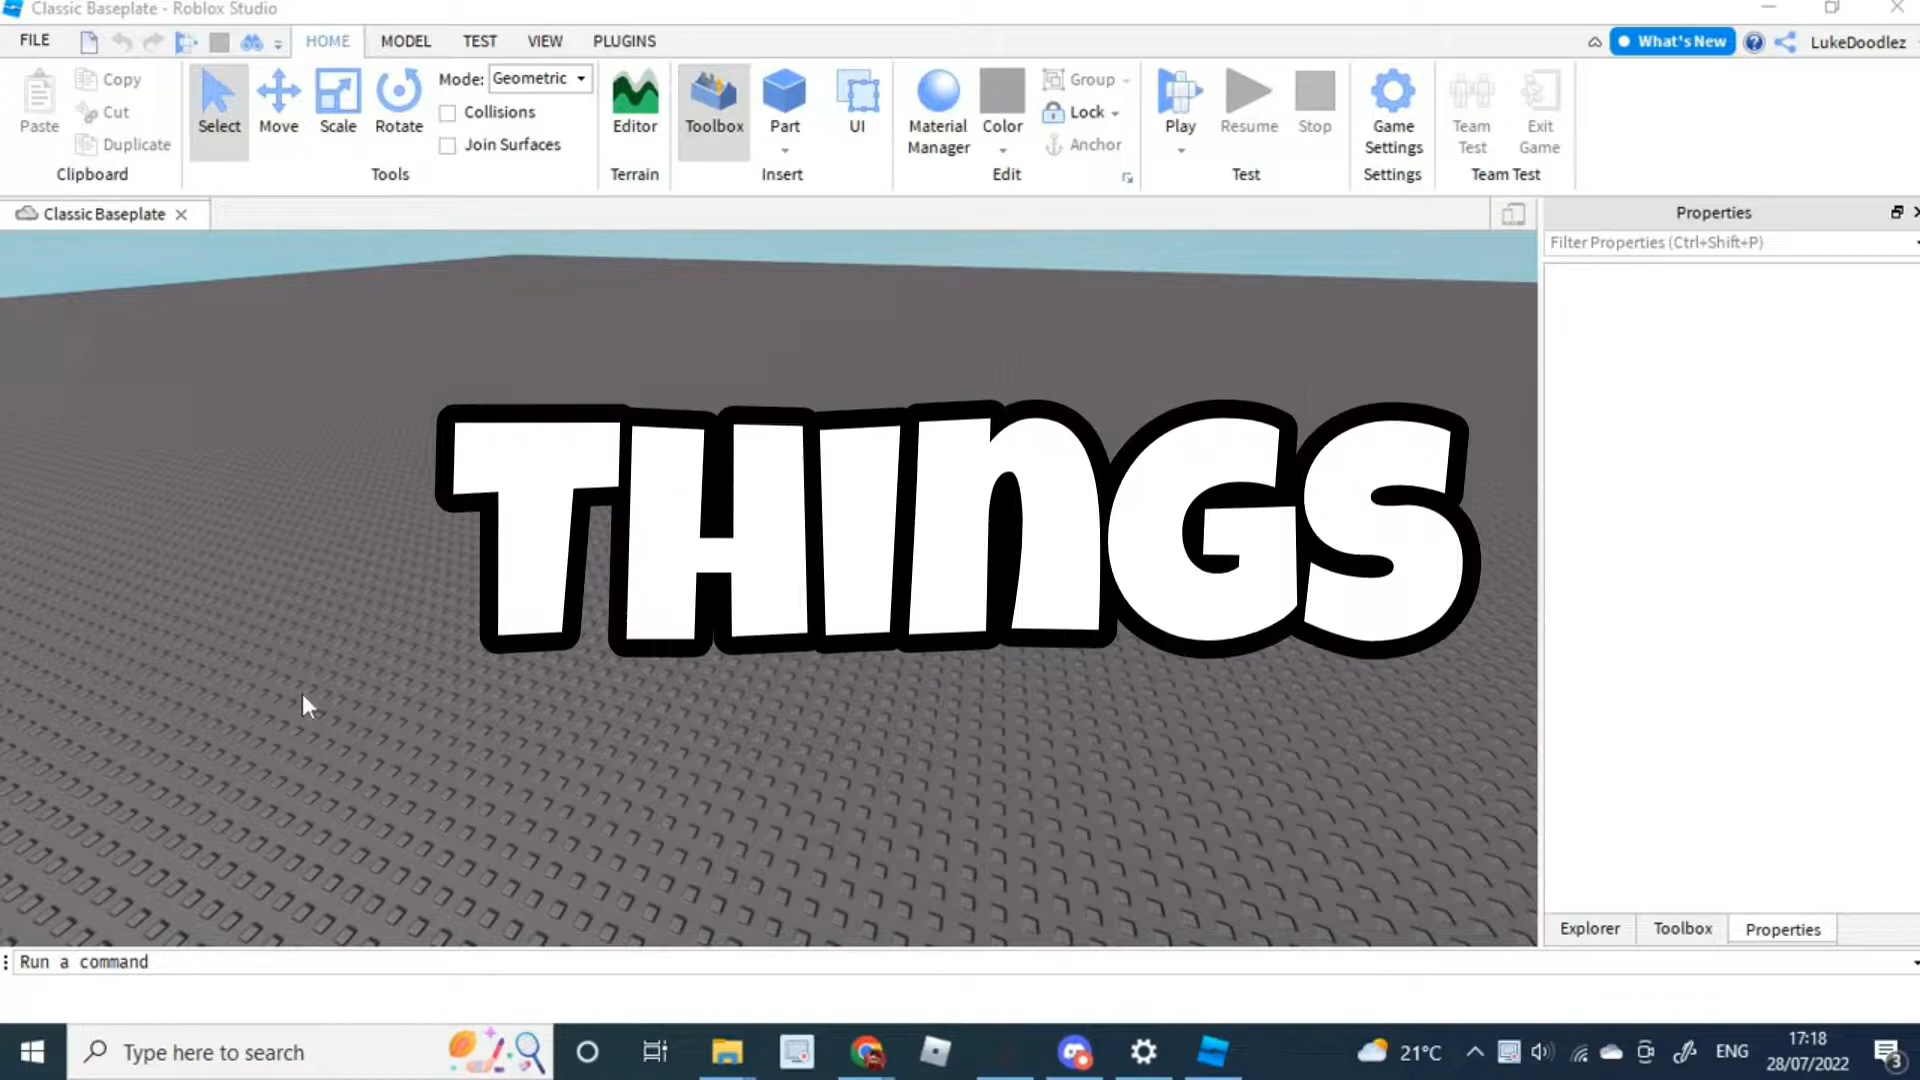 Classic Baseplate - Roblox Studio
FILE HOME MODEL TEST VIEW PLUGINS What's New LukeDoodlez
Paste Copy Cut Duplicate Clipboard
Select Move Scale Rotate Mode: Geometric Collisions Join Surfaces Tools
Editor Terrain
Toolbox Part UI Insert
Material Manager Color Group Lock Anchor Edit
Play Resume Stop Test
Game Settings Settings
Team Test Exit Game Team Test
Classic Baseplate
Properties
Filter Properties (Ctrl+Shift+P)
THINGS
Explorer Toolbox Properties
Run a command
Type here to search
21°C ENG 17:18
28/07/2022
3